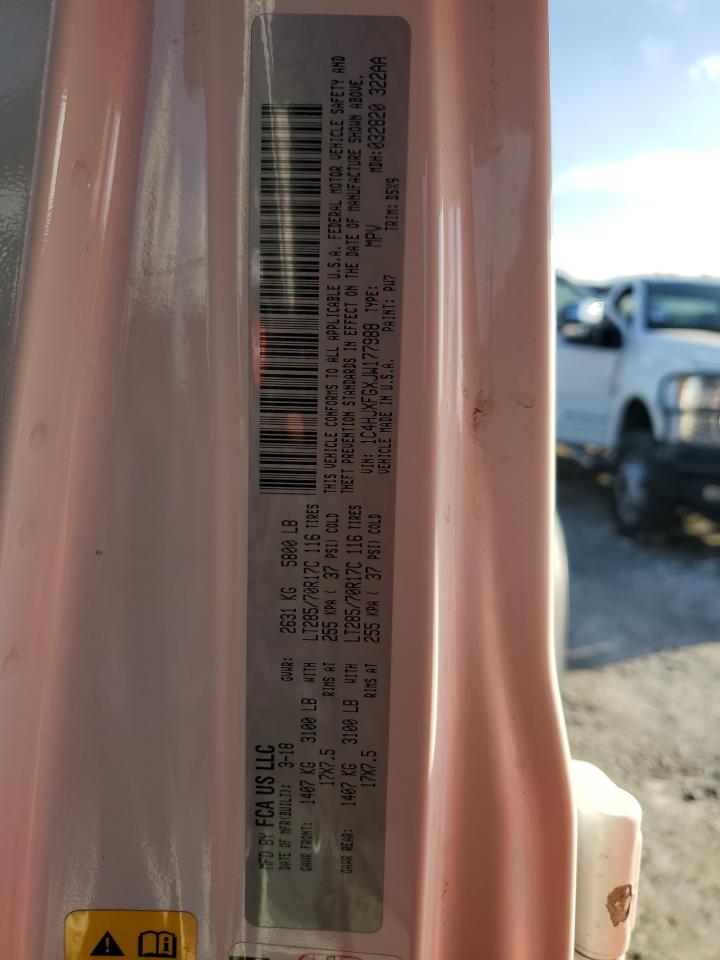 MFD BY FCA US LLC
DATE OF MFR(BUILT): 3-18 GVWR: 2631 KG 5800 LB
GAWR FRONT: 1407 KG 3100 LB WITH LT285/70R17C 116 TIRES
17X7.5 RIMS AT 255 KPA ( 37 PSI) COLD
GAWR REAR: 1407 KG 3100 LB WITH LT285/70R17C 116 TIRES
17X7.5 RIMS AT 255 KPA ( 37 PSI) COLD
THIS VEHICLE CONFORMS TO ALL APPLICABLE U.S.A. FEDERAL MOTOR VEHICLE SAFETY AND
THEFT PREVENTION STANDARDS IN EFFECT ON THE DATE OF MANUFACTURE SHOWN ABOVE.
VIN: 1C4HJXFGXJW177988 TYPE: MPV MDH:032820 322AA
VEHICLE MADE IN U.S.A. PAINT: PW7 TRIM: D5X9